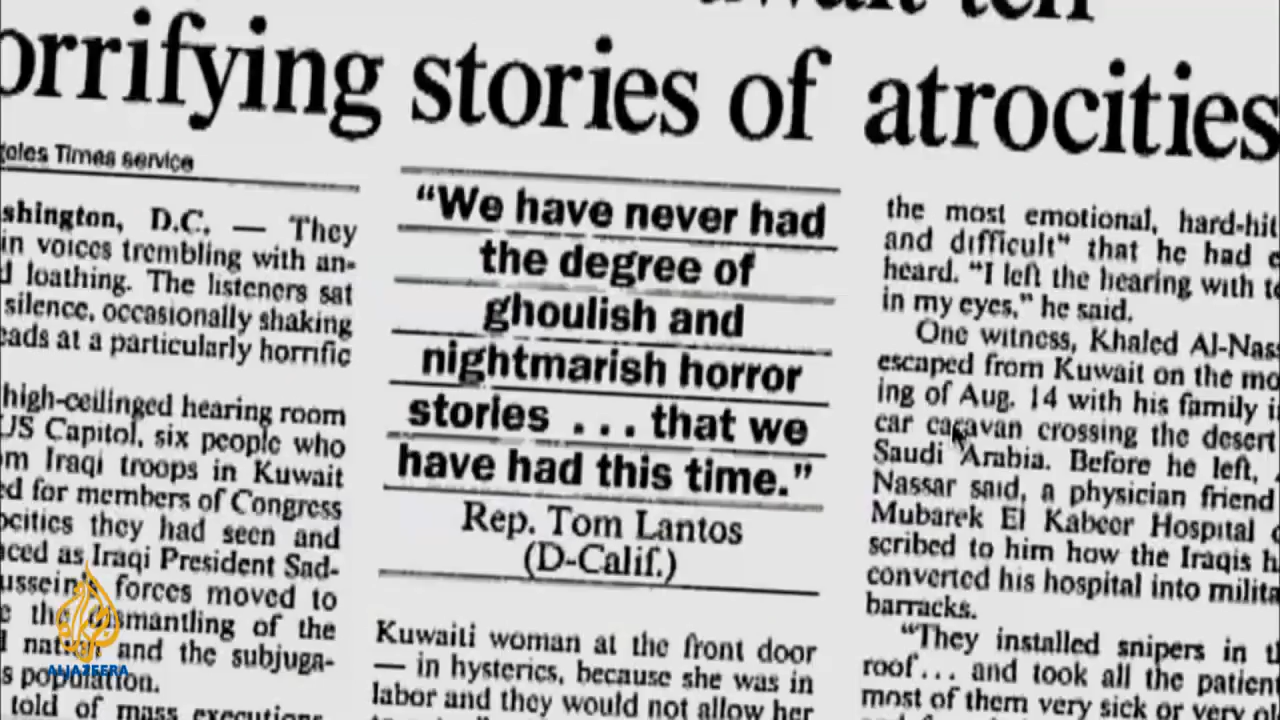 orrifying stories of atrocities
geles Times service
shington, D.C. — They
in voices trembling with an-
d loathing. The listeners sat
silence, occasionally shaking
eads at a particularly horrific
high-ceilinged hearing room
US Capitol, six people who
om Iraqi troops in Kuwait
ed for members of Congress
ocities they had seen and
aced as Iraqi President Sad-
ussein's forces moved to
e the dismantling of the
l nation and the subjuga-
s population.
told of mass executions
“We have never had
the degree of
ghoulish and
nightmarish horror
stories . . . that we
have had this time.”
Rep. Tom Lantos
(D-Calif.)
Kuwaiti woman at the front door
— in hysterics, because she was in
labor and they would not allow her
the most emotional, hard-hit
and difficult” that he had e
heard. “I left the hearing with te
in my eyes,” he said.
One witness, Khaled Al-Nass
escaped from Kuwait on the mo
ing of Aug. 14 with his family i
car caravan crossing the desert
Saudi Arabia. Before he left,
Nassar said, a physician friend
Mubarek El Kabeer Hospital d
scribed to him how the Iraqis h
converted his hospital into milita
barracks.
“They installed snipers in t
roof... and took all the patient
most of them very sick or very ol
ALJAZEERA